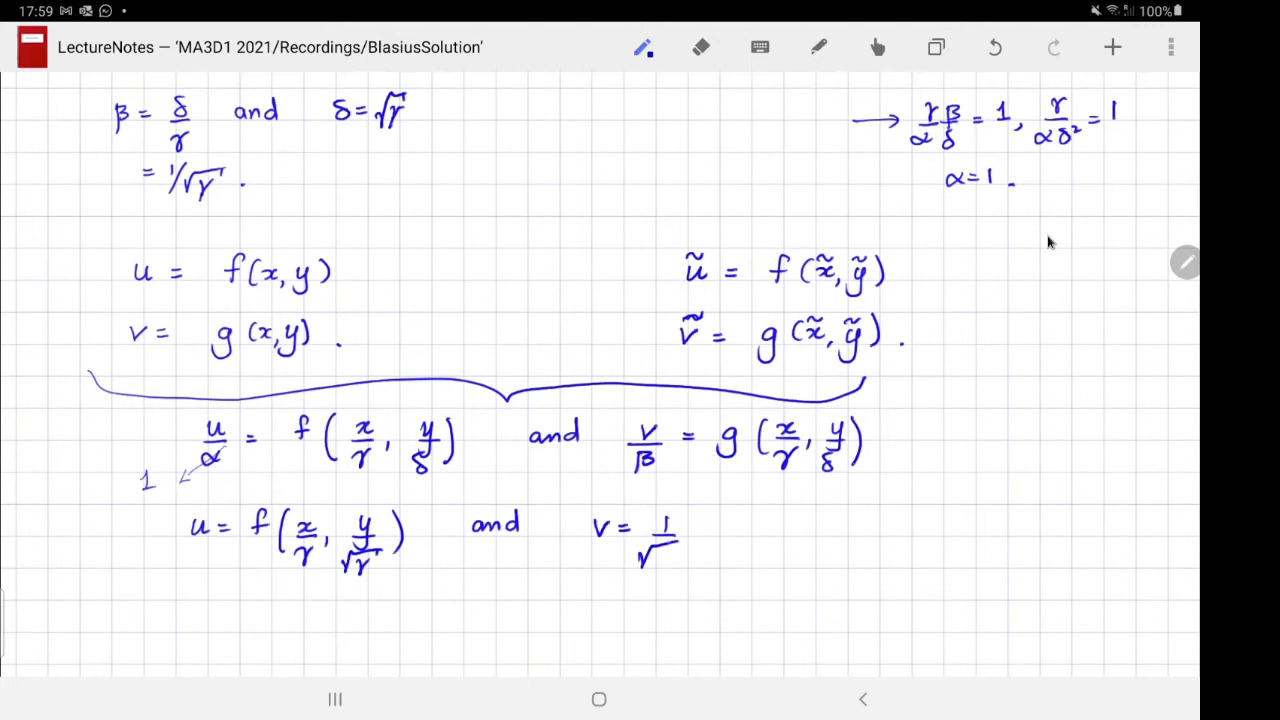 17:59 100%
LectureNotes — ‘MA3D1 2021/Recordings/BlasiusSolution’
β = δ/γ and δ = √γ → γβ/αδ = 1, γ/αδ² = 1
= 1/√γ . α = 1 .
u = f(x, y) ũ = f(x̃, ỹ)
v = g(x, y) . ṽ = g(x̃, ỹ) .
u/α = f(x/γ, y/δ) and v/β = g(x/γ, y/δ)
1
u = f(x/γ, y/√γ) and v = 1/√